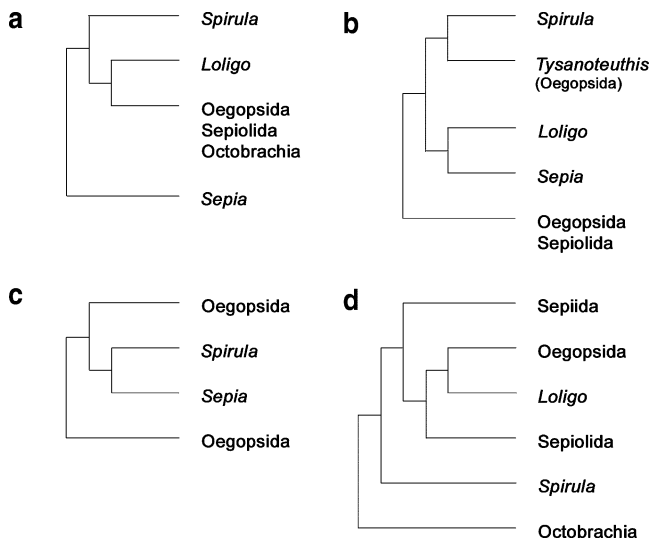 a
Spirula
Loligo
Oegopsida
Sepiolida
Octobrachia
Sepia
b
Spirula
Tysanoteuthis
(Oegopsida)
Loligo
Sepia
Oegopsida
Sepiolida
c
Oegopsida
Spirula
Sepia
Oegopsida
d
Sepiida
Oegopsida
Loligo
Sepiolida
Spirula
Octobrachia